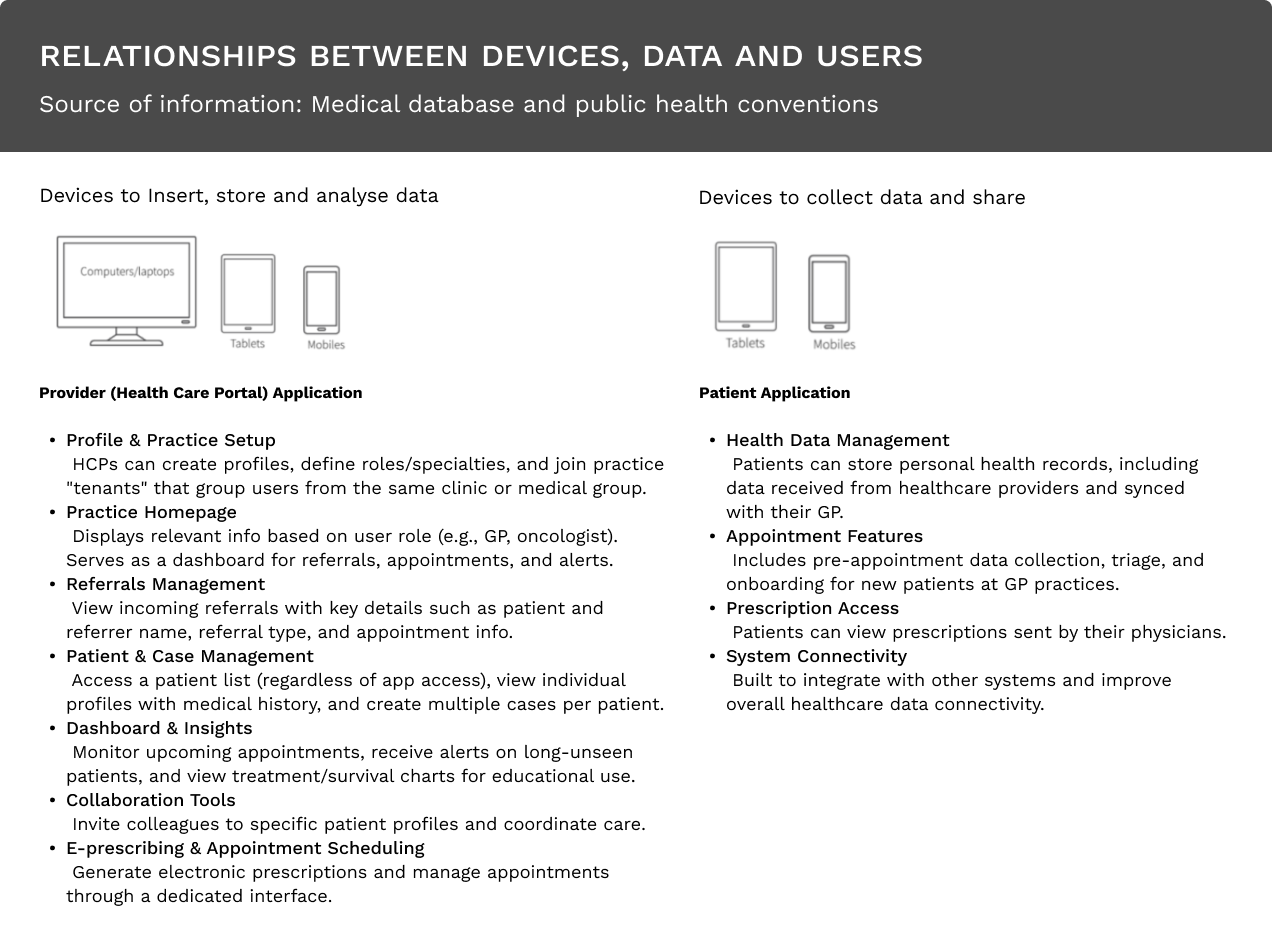 RELATIONSHIPS BETWEEN DEVICES, DATA AND USERS
Source of information: Medical database and public health conventions
Devices to Insert, store and analyse data
Computers/laptops
Tablets
Mobiles
Provider (Health Care Portal) Application
• Profile & Practice Setup
HCPs can create profiles, define roles/specialties, and join practice
"tenants" that group users from the same clinic or medical group.
• Practice Homepage
Displays relevant info based on user role (e.g., GP, oncologist).
Serves as a dashboard for referrals, appointments, and alerts.
• Referrals Management
View incoming referrals with key details such as patient and
referrer name, referral type, and appointment info.
• Patient & Case Management
Access a patient list (regardless of app access), view individual
profiles with medical history, and create multiple cases per patient.
• Dashboard & Insights
Monitor upcoming appointments, receive alerts on long-unseen
patients, and view treatment/survival charts for educational use.
• Collaboration Tools
Invite colleagues to specific patient profiles and coordinate care.
• E-prescribing & Appointment Scheduling
Generate electronic prescriptions and manage appointments
through a dedicated interface.
Devices to collect data and share
Tablets
Mobiles
Patient Application
• Health Data Management
Patients can store personal health records, including
data received from healthcare providers and synced
with their GP.
• Appointment Features
Includes pre-appointment data collection, triage, and
onboarding for new patients at GP practices.
• Prescription Access
Patients can view prescriptions sent by their physicians.
• System Connectivity
Built to integrate with other systems and improve
overall healthcare data connectivity.